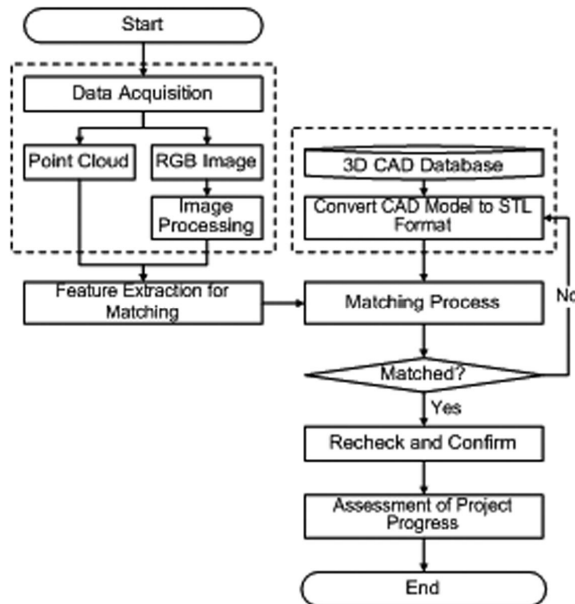 Start
Data Acquisition
Point Cloud
RGB Image
Image
Processing
3D CAD Database
Convert CAD Model to STL
Format
Feature Extraction for
Matching
Matching Process
No
Matched?
Yes
Recheck and Confirm
Assessment of Project
Progress
End